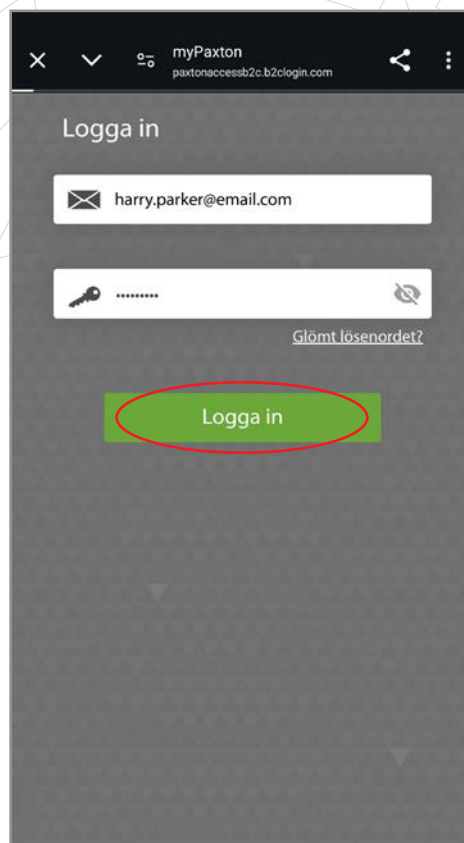 myPaxton
paxtonaccessb2c.b2clogin.com
Logga in
harry.parker@email.com
•••••••••
Glömt lösenordet?
Logga in